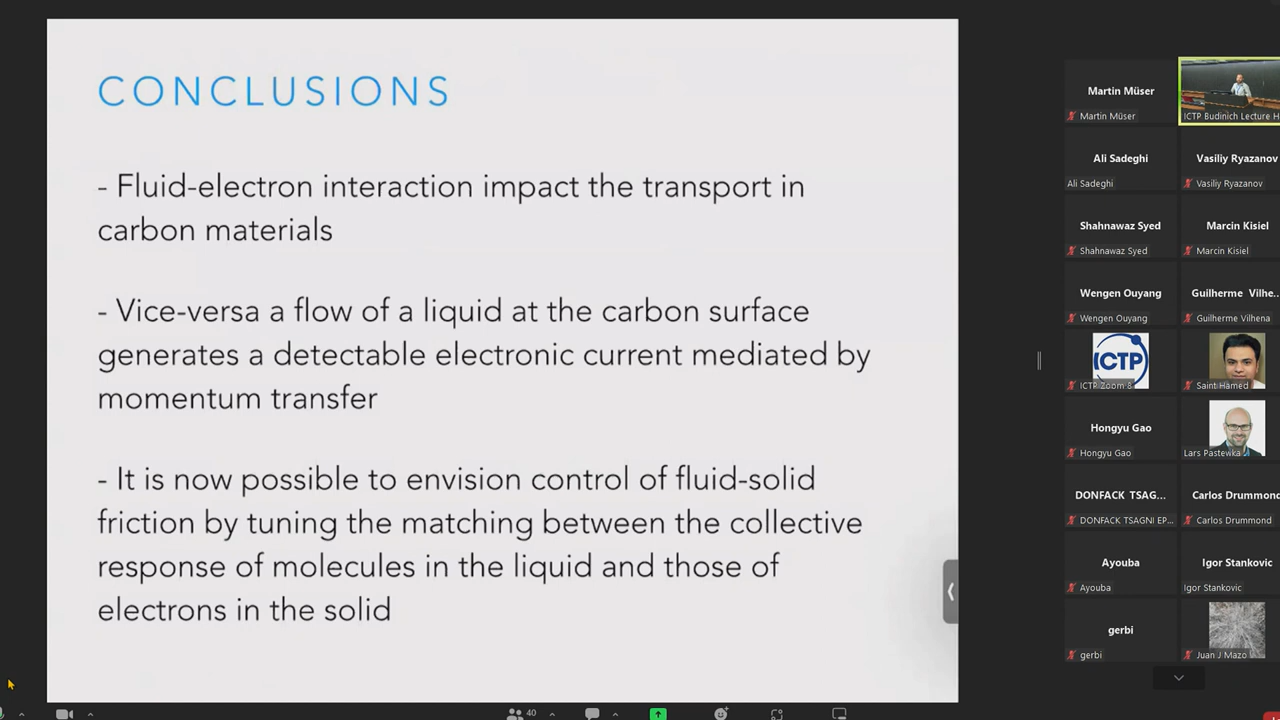 CONCLUSIONS
- Fluid-electron interaction impact the transport in
carbon materials
- Vice-versa a flow of a liquid at the carbon surface
generates a detectable electronic current mediated by
momentum transfer
- It is now possible to envision control of fluid-solid
friction by tuning the matching between the collective
response of molecules in the liquid and those of
electrons in the solid
Martin Müser
Martin Müser
ICTP Budinich Lecture H
Ali Sadeghi
Ali Sadeghi
Vasiliy Ryazanov
Vasiliy Ryazanov
Shahnawaz Syed
Shahnawaz Syed
Marcin Kisiel
Marcin Kisiel
Wengen Ouyang
Wengen Ouyang
Guilherme Vilhe...
Guilherme Vilhena
ICTP
ICTP Zoom 8
Saint Hamed
Hongyu Gao
Hongyu Gao
Lars Pastewka
DONFACK TSAG...
DONFACK TSAGNI EP...
Carlos Drummond
Carlos Drummond
Ayouba
Ayouba
Igor Stankovic
Igor Stankovic
gerbi
gerbi
Juan J Mazo
40